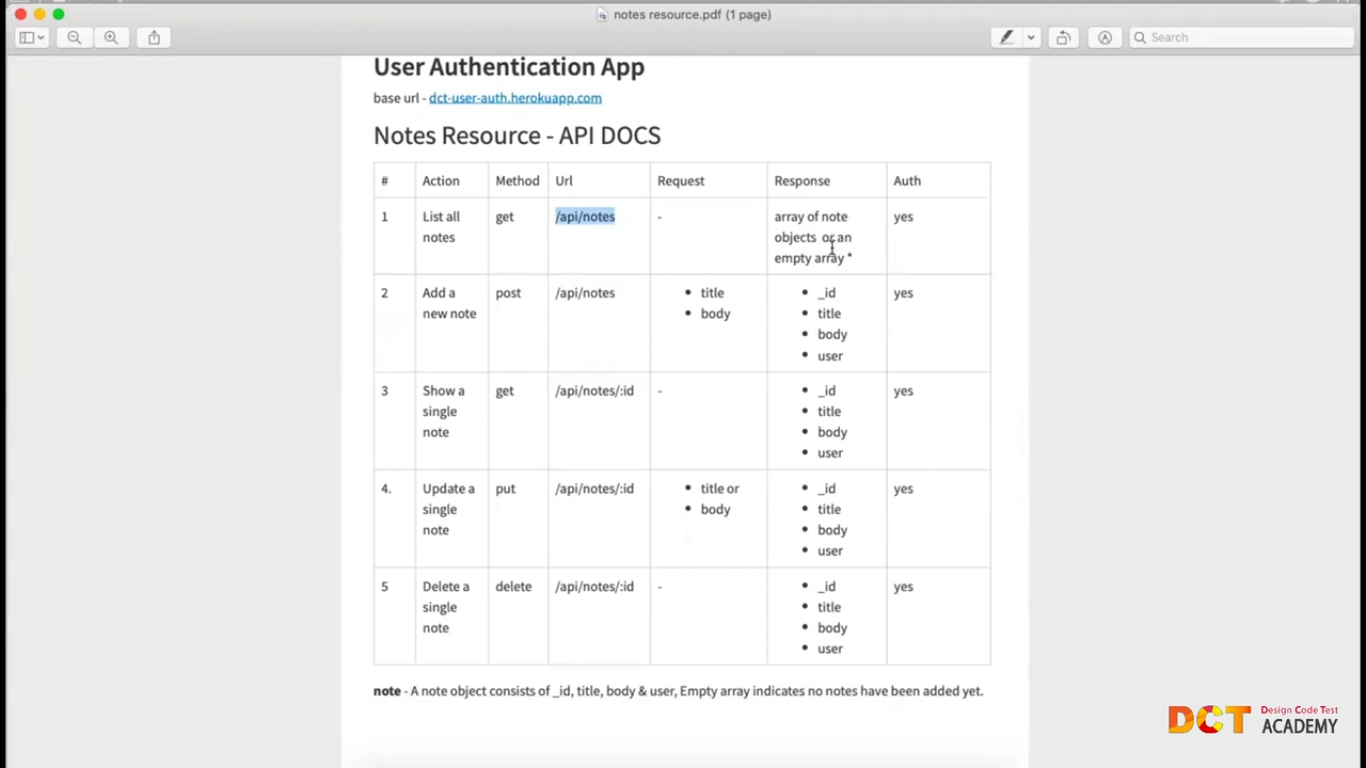 notes resource.pdf (1 page)
Search
User Authentication App
base url - dct-user-auth.herokuapp.com
Notes Resource - API DOCS
# Action Method Url Request Response Auth
1 List all get /api/notes - array of note yes
notes objects or an
empty array *
2 Add a post /api/notes • title • _id yes
new note • body • title
• body
• user
3 Show a get /api/notes/:id - • _id yes
single • title
note • body
• user
4. Update a put /api/notes/:id • title or • _id yes
single • body • title
note • body
• user
5 Delete a delete /api/notes/:id - • _id yes
single • title
note • body
• user
note - A note object consists of _id, title, body & user, Empty array indicates no notes have been added yet.
DCT Design Code Test
ACADEMY